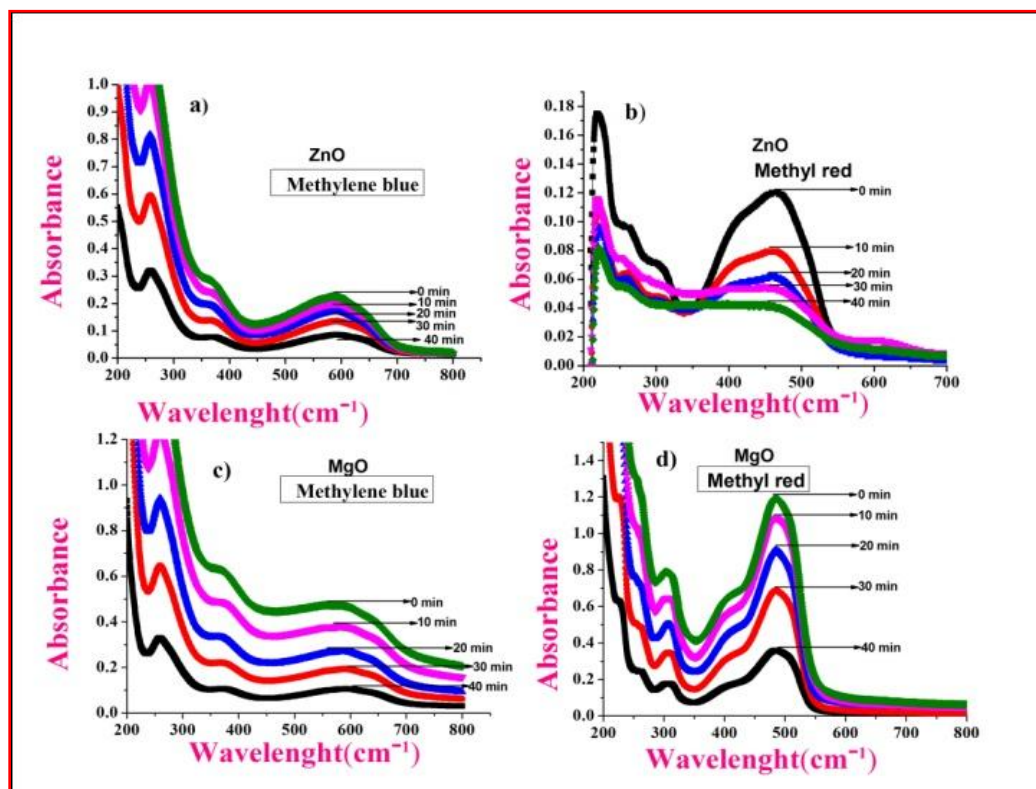 a)
ZnO
Methylene blue
0 min
10 min
20 min
30 min
40 min
Absorbance
1.0
0.9
0.8
0.7
0.6
0.5
0.4
0.3
0.2
0.1
0.0
200 300 400 500 600 700 800
Wavelenght(cm⁻¹)
b)
ZnO
Methyl red
0 min
10 min
20 min
30 min
40 min
Absorbance
0.18
0.16
0.14
0.12
0.10
0.08
0.06
0.04
0.02
0.00
200 300 400 500 600 700
Wavelenght(cm⁻¹)
c)
MgO
Methylene blue
0 min
10 min
20 min
30 min
40 min
Absorbance
1.2
1.0
0.8
0.6
0.4
0.2
0.0
200 300 400 500 600 700 800
Wavelenght(cm⁻¹)
d)
MgO
Methyl red
0 min
10 min
20 min
30 min
40 min
Absorbance
1.4
1.2
1.0
0.8
0.6
0.4
0.2
0.0
200 300 400 500 600 700 800
Wavelenght(cm⁻¹)